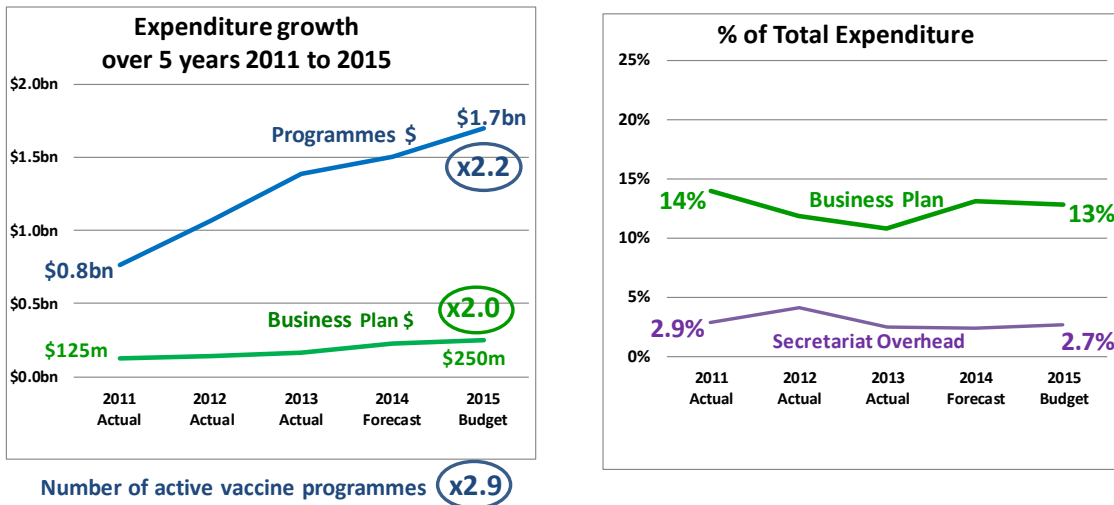 Expenditure growth
over 5 years 2011 to 2015
$2.0bn
$1.5bn
$1.0bn
$0.5bn
$0.0bn
Programmes $
$1.7bn
x2.2
$0.8bn
x2.0
Business Plan $
$125m
$250m
2011 2012 2013 2014 2015
Actual Actual Actual Forecast Budget
Number of active vaccine programmes x2.9
% of Total Expenditure
25%
20%
15%
10%
5%
0%
14%
Business Plan
13%
2.9%
Secretariat Overhead
2.7%
2011 2012 2013 2014 2015
Actual Actual Actual Forecast Budget